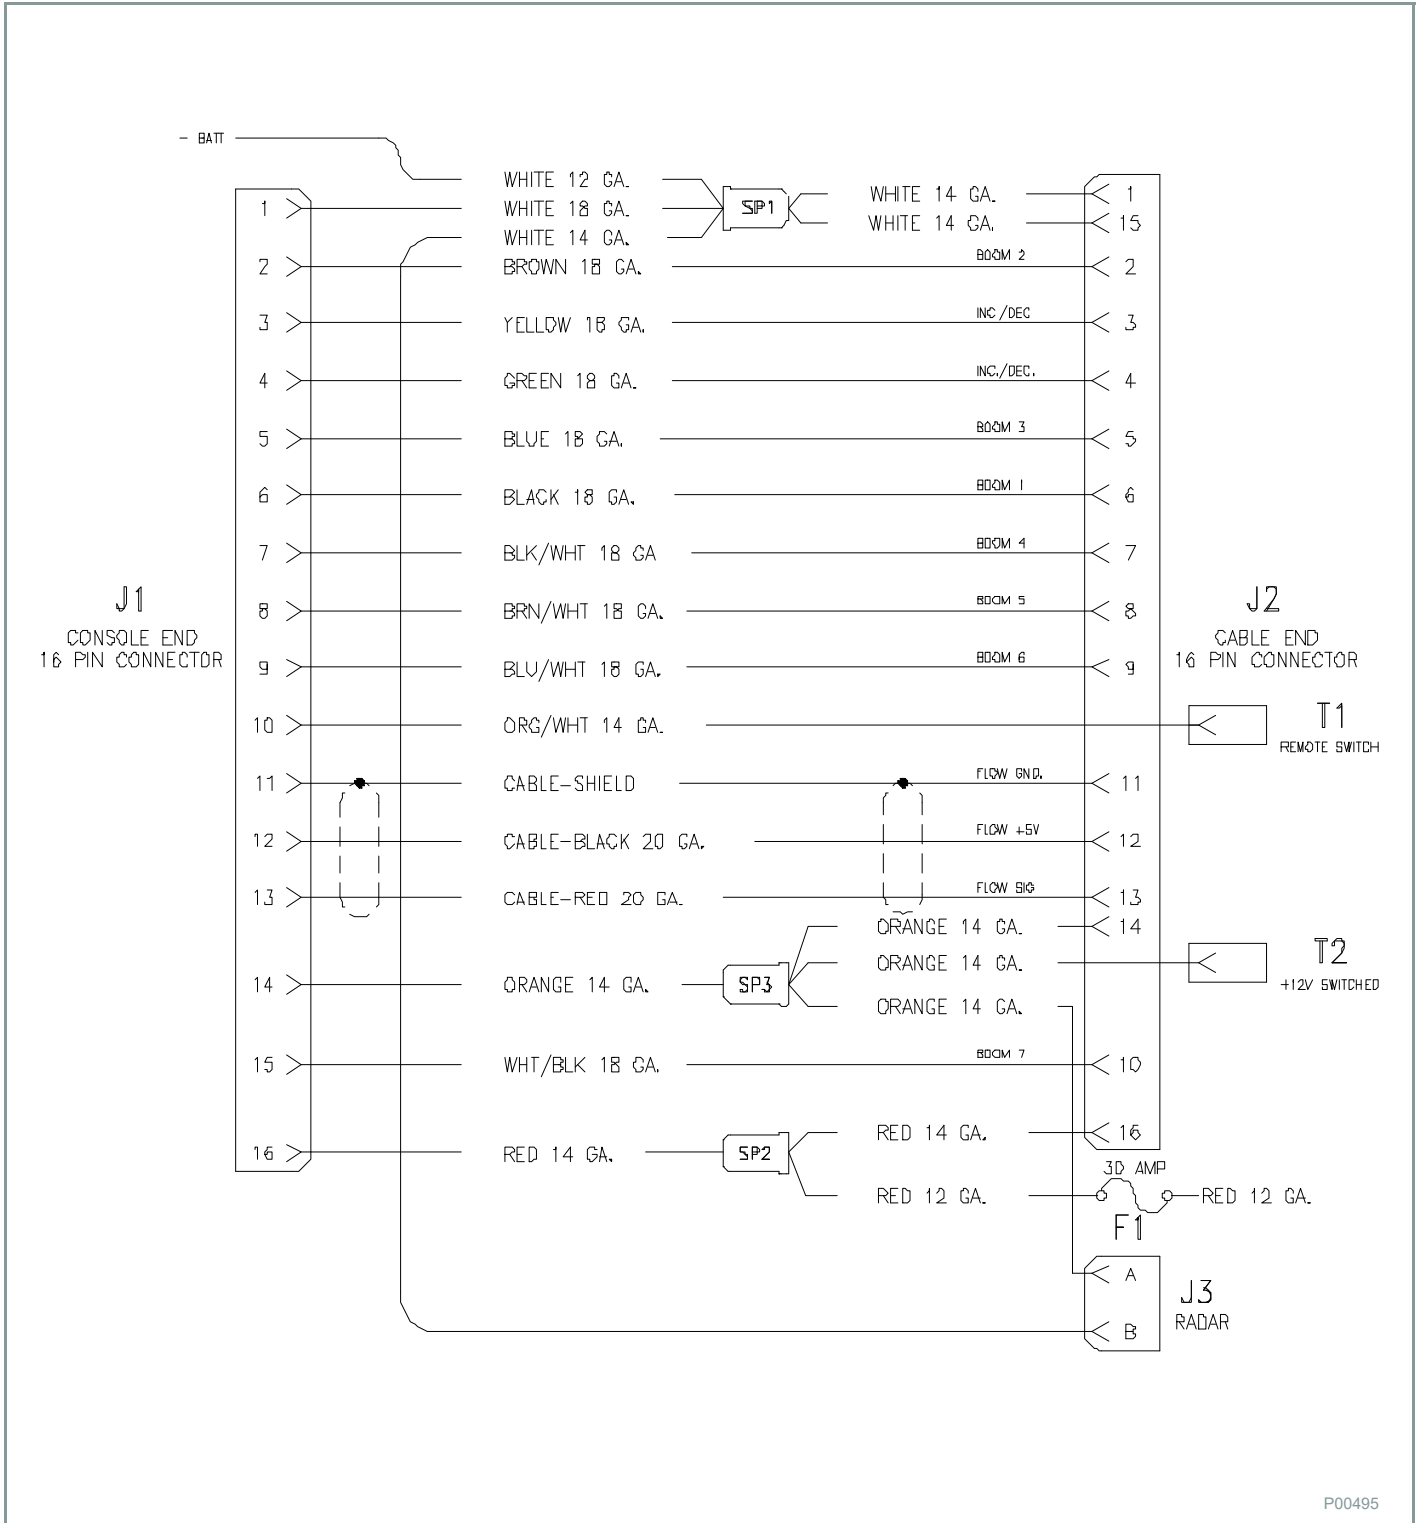 - BATT
WHITE 12 GA.
1 WHITE 18 GA. SP1 WHITE 14 GA. 1
WHITE 14 GA. WHITE 14 GA. 15
2 BROWN 18 GA. BOOM 2 2
3 YELLOW 18 GA. INC/DEC 3
4 GREEN 18 GA. INC./DEC. 4
5 BLUE 18 GA. BOOM 3 5
6 BLACK 18 GA. BOOM 1 6
7 BLK/WHT 18 GA BOOM 4 7
J1
CONSOLE END
16 PIN CONNECTOR
8 BRN/WHT 18 GA. BOOM 5 8
J2
CABLE END
16 PIN CONNECTOR
9 BLU/WHT 18 GA. BOOM 6 9
10 ORG/WHT 14 GA. T1
REMOTE SWITCH
11 CABLE-SHIELD FLOW GND. 11
12 CABLE-BLACK 20 GA. FLOW +5V 12
13 CABLE-RED 20 GA. FLOW SIG 13
ORANGE 14 GA. 14
ORANGE 14 GA. T2
+12V SWITCHED
14 ORANGE 14 GA. SP3
ORANGE 14 GA.
15 WHT/BLK 18 GA. BOOM 7 10
RED 14 GA. 16
16 RED 14 GA. SP2
30 AMP
RED 12 GA. RED 12 GA.
F1
A
J3
RADAR
B
P00495